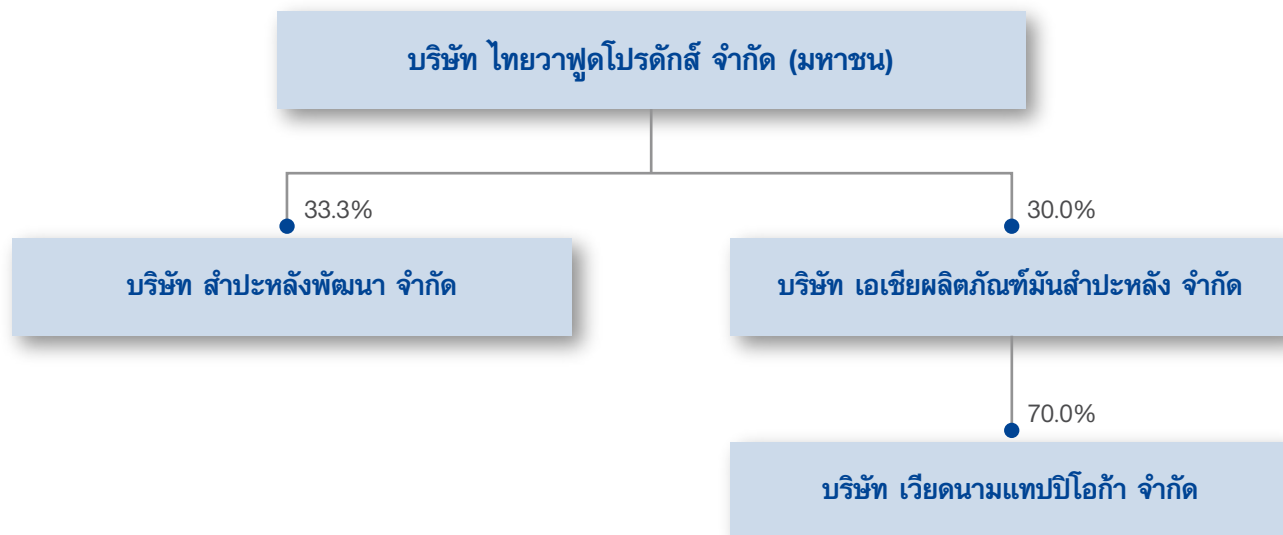 บริษัท ไทยวาฟูดโปรดักส์ จำกัด (มหาชน)
33.3%
30.0%
บริษัท สำปะหลังพัฒนา จำกัด
บริษัท เอเชียผลิตภัณฑ์มันสำปะหลัง จำกัด
70.0%
บริษัท เวียดนามแทปปิโอก้า จำกัด